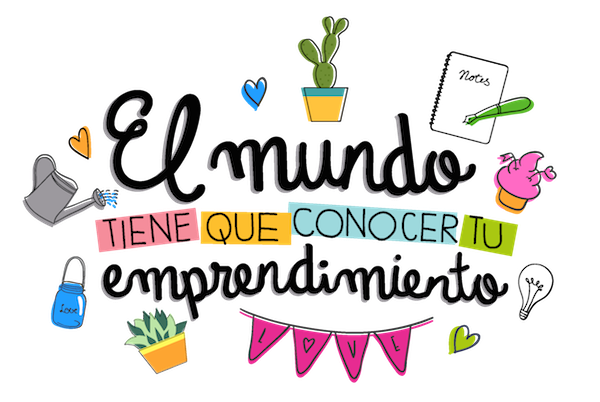 Notes
El mundo
TIENE QUE CONOCER TU
emprendimiento
Love
LOVE